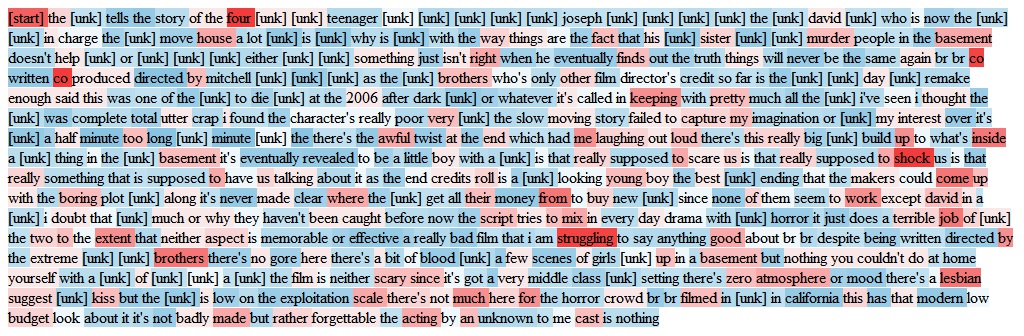 [start] the [unk] tells the story of the four [unk] [unk] teenager [unk] [unk] [unk] [unk] [unk] joseph [unk] [unk] [unk] [unk] the [unk] david [unk] who is now the [unk]
[unk] in charge the [unk] move house a lot [unk] is [unk] why is [unk] with the way things are the fact that his [unk] sister [unk] [unk] murder people in the basement
doesn't help [unk] or [unk] [unk] [unk] either [unk] [unk] something just isn't right when he eventually finds out the truth things will never be the same again br br co
written co produced directed by mitchell [unk] [unk] [unk] as the [unk] brothers who's only other film director's credit so far is the [unk] [unk] day [unk] remake
enough said this was one of the [unk] to die [unk] at the 2006 after dark [unk] or whatever it's called in keeping with pretty much all the [unk] i've seen i thought the
[unk] was complete total utter crap i found the character's really poor very [unk] the slow moving story failed to capture my imagination or [unk] my interest over it's
[unk] a half minute too long [unk] minute [unk] the there's the awful twist at the end which had me laughing out loud there's this really big [unk] build up to what's inside
a [unk] thing in the [unk] basement it's eventually revealed to be a little boy with a [unk] is that really supposed to scare us is that really supposed to shock us is that
really something that is supposed to have us talking about it as the end credits roll is a [unk] looking young boy the best [unk] ending that the makers could come up
with the boring plot [unk] along it's never made clear where the [unk] get all their money from to buy new [unk] since none of them seem to work except david in a
[unk] i doubt that [unk] much or why they haven't been caught before now the script tries to mix in every day drama with [unk] horror it just does a terrible job of [unk]
the two to the extent that neither aspect is memorable or effective a really bad film that i am struggling to say anything good about br br despite being written directed by
the extreme [unk] [unk] brothers there's no gore here there's a bit of blood [unk] a few scenes of girls [unk] up in a basement but nothing you couldn't do at home
yourself with a [unk] of [unk] [unk] a [unk] the film is neither scary since it's got a very middle class [unk] setting there's zero atmosphere or mood there's a lesbian
suggest [unk] kiss but the [unk] is low on the exploitation scale there's not much here for the horror crowd br br filmed in [unk] in california this has that modern low
budget look about it it's not badly made but rather forgettable the acting by an unknown to me cast is nothing